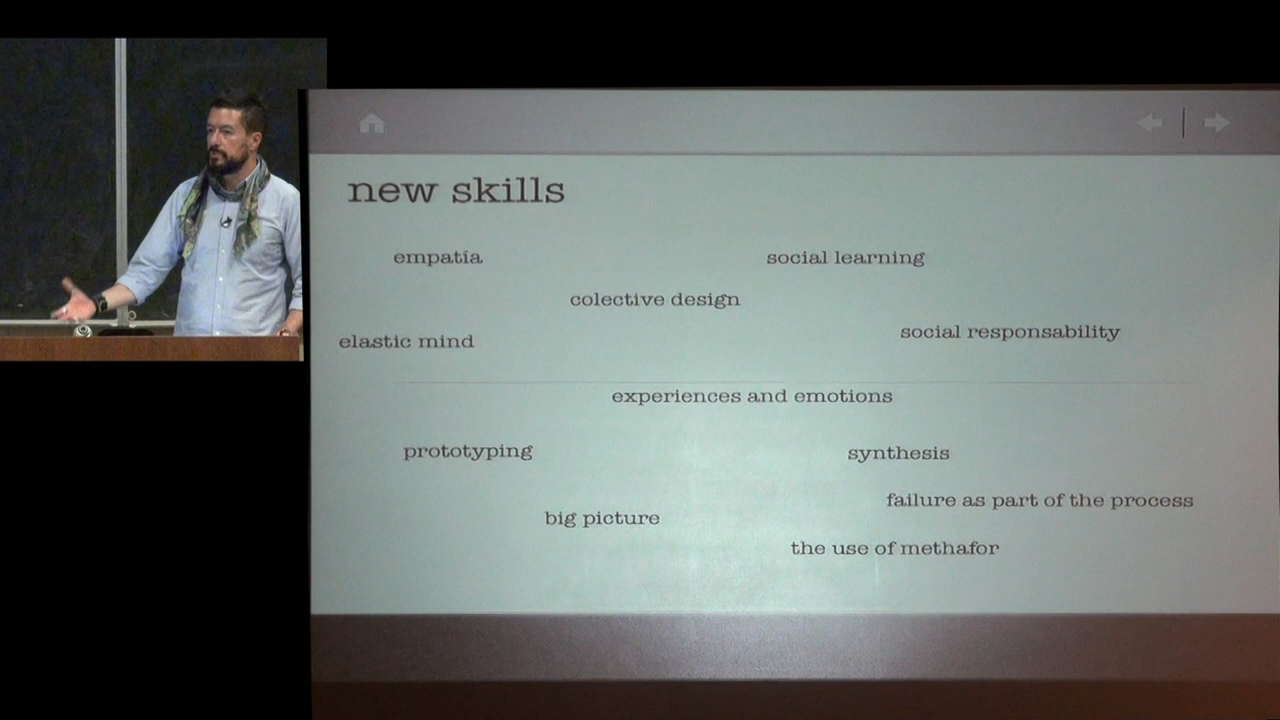 new skills
empatía
social learning
colective design
social responsability
elastic mind
experiences and emotions
prototyping
synthesis
failure as part of the process
big picture
the use of methafor